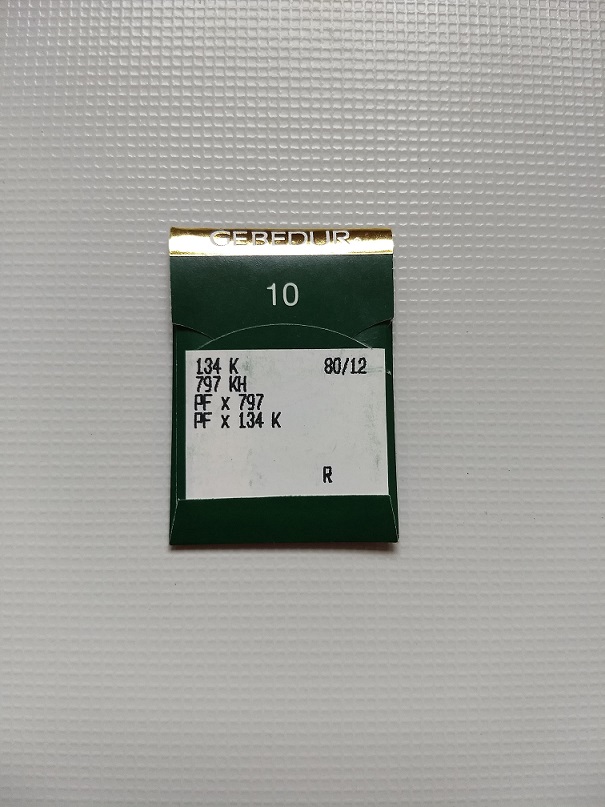 GEBEDUR
10
134 K 80/12
797 KH
PF x 797
PF x 134 K
R